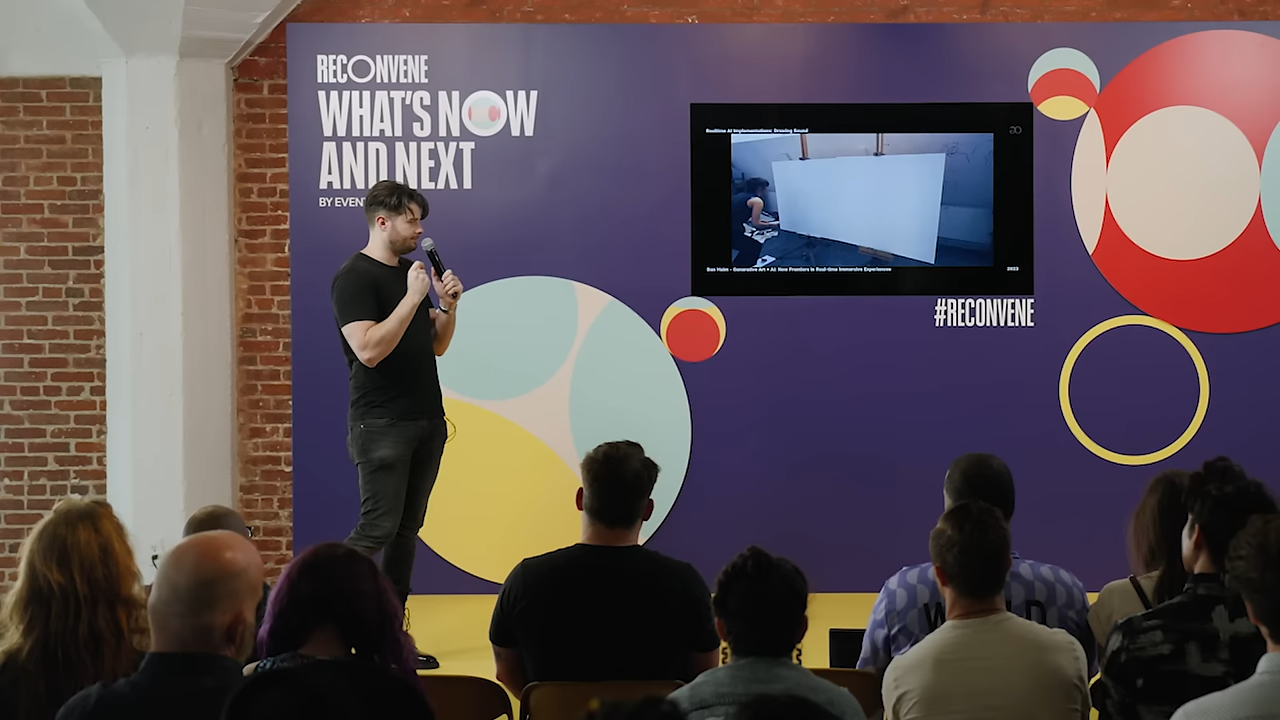 RECONVENE
WHAT'S NOW
AND NEXT
BY EVENT
Realtime AI Implementations: Drawing Sound
Generative Art + AI: New Frontiers in Real-time Immersive Experiences
2023
#RECONVENE